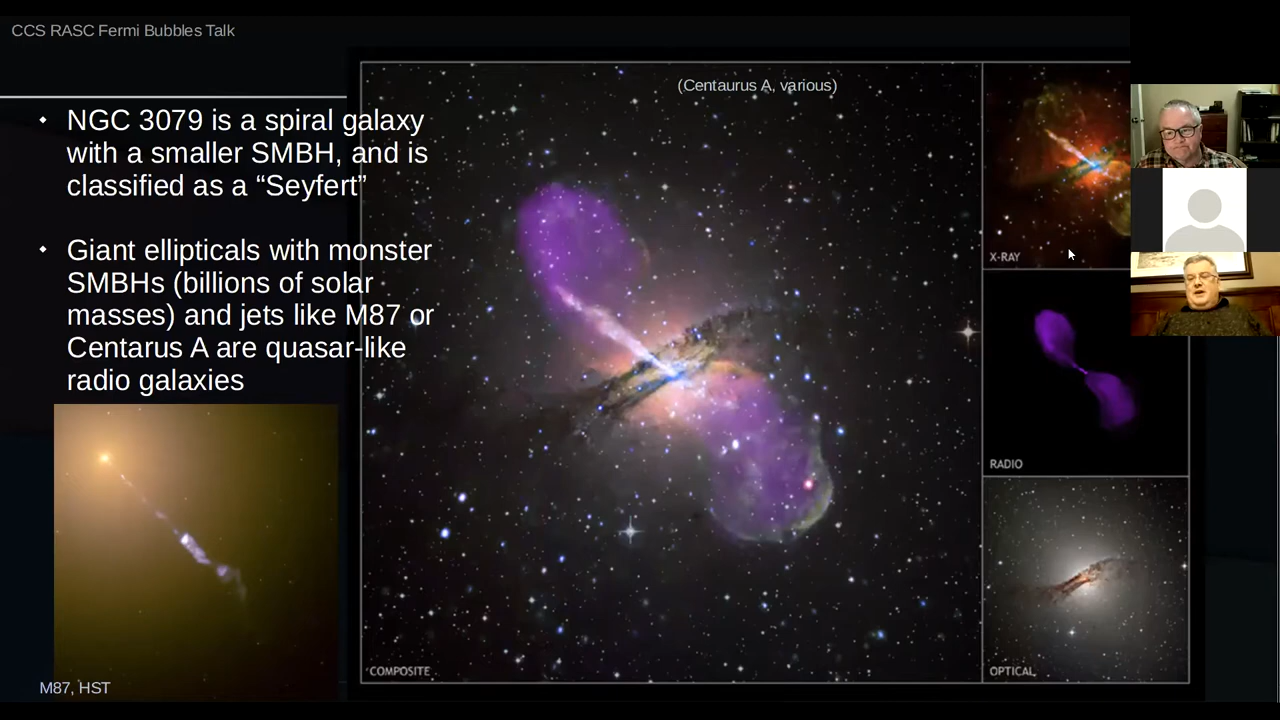 CCS RASC Fermi Bubbles Talk
(Centaurus A, various)
NGC 3079 is a spiral galaxy
with a smaller SMBH, and is
classified as a “Seyfert”
Giant ellipticals with monster
SMBHs (billions of solar
masses) and jets like M87 or
Centarus A are quasar-like
radio galaxies
M87, HST
COMPOSITE
X-RAY
RADIO
OPTICAL